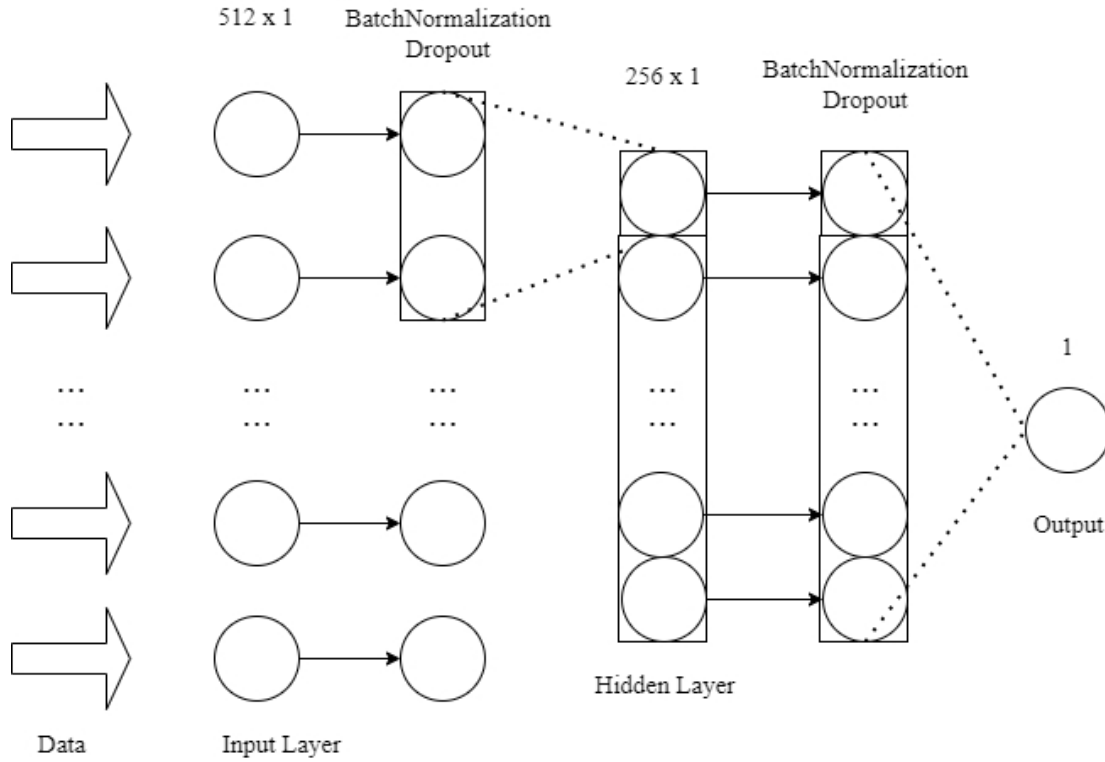 512 x 1
BatchNormalization
Dropout
256 x 1
BatchNormalization
Dropout
...
...
...
...
...
...
...
...
...
...
1
Output
Hidden Layer
Data
Input Layer